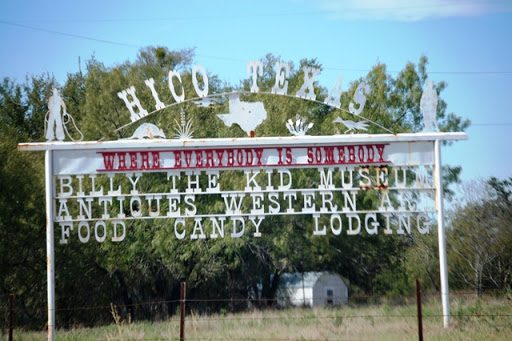 HICO TEXAS
WHERE EVERYBODY IS SOMEBODY
BILLY THE KID MUSEUM
ANTIQUES WESTERN ART
FOOD CANDY LODGING